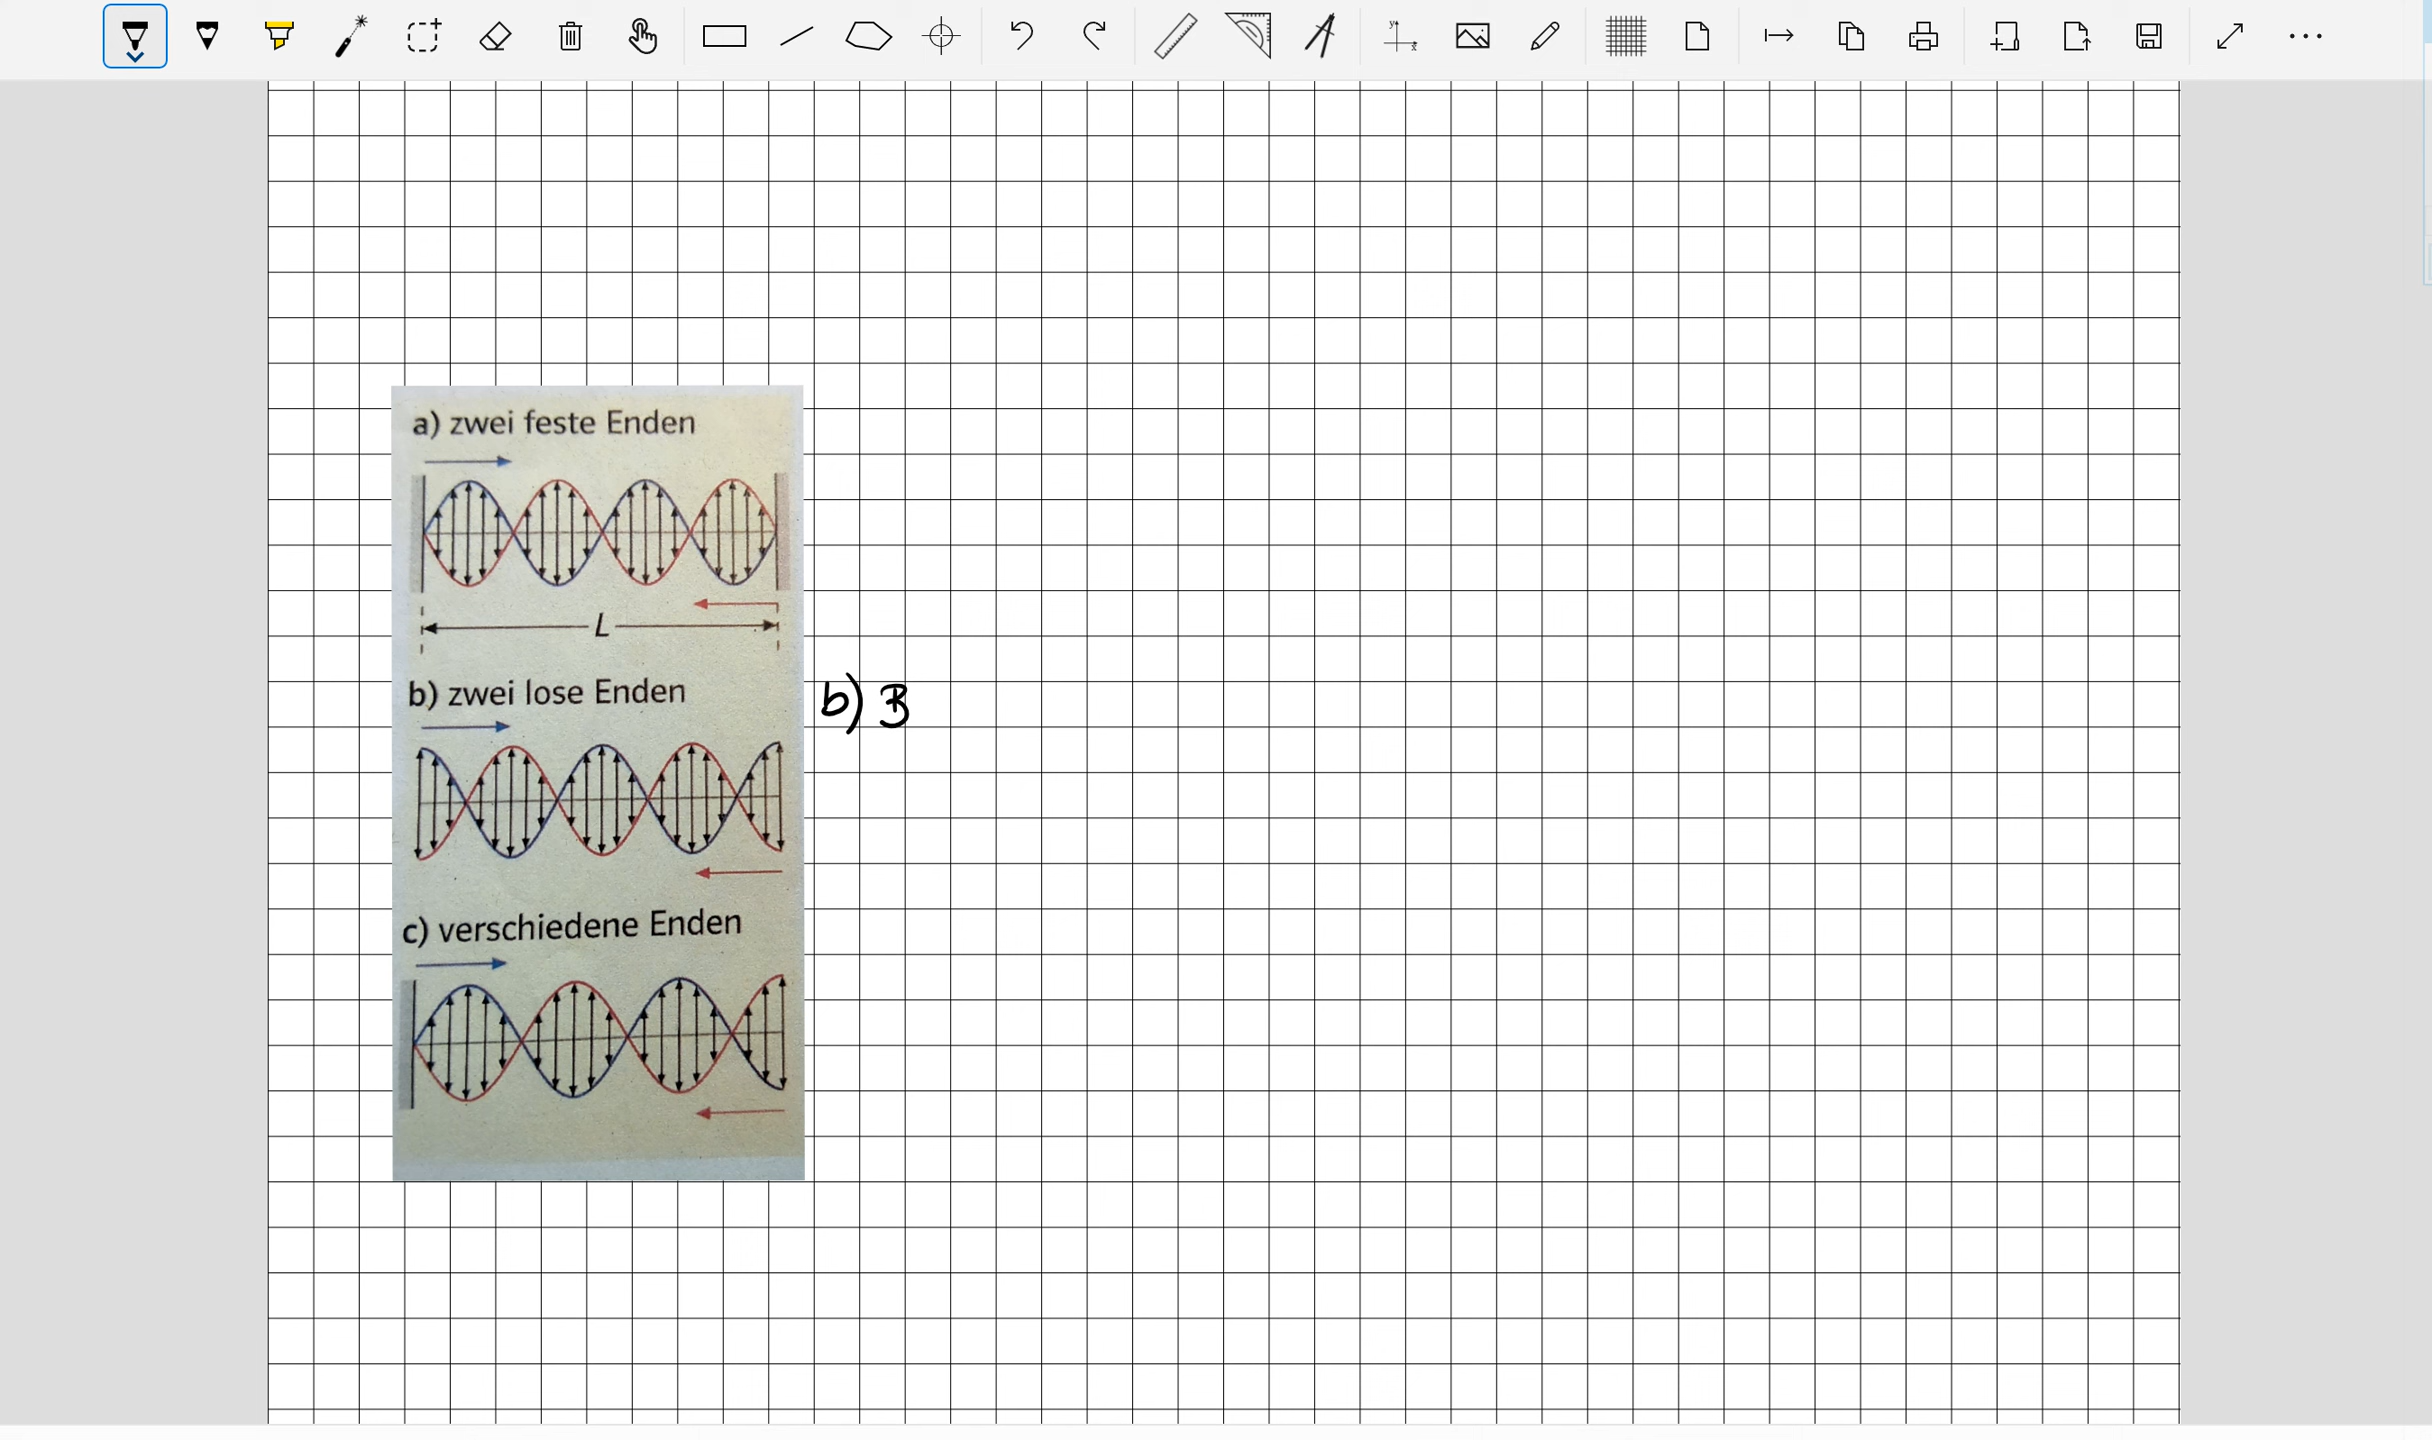 a) zwei feste Enden
L
b) zwei lose Enden
b) 3
c) verschiedene Enden